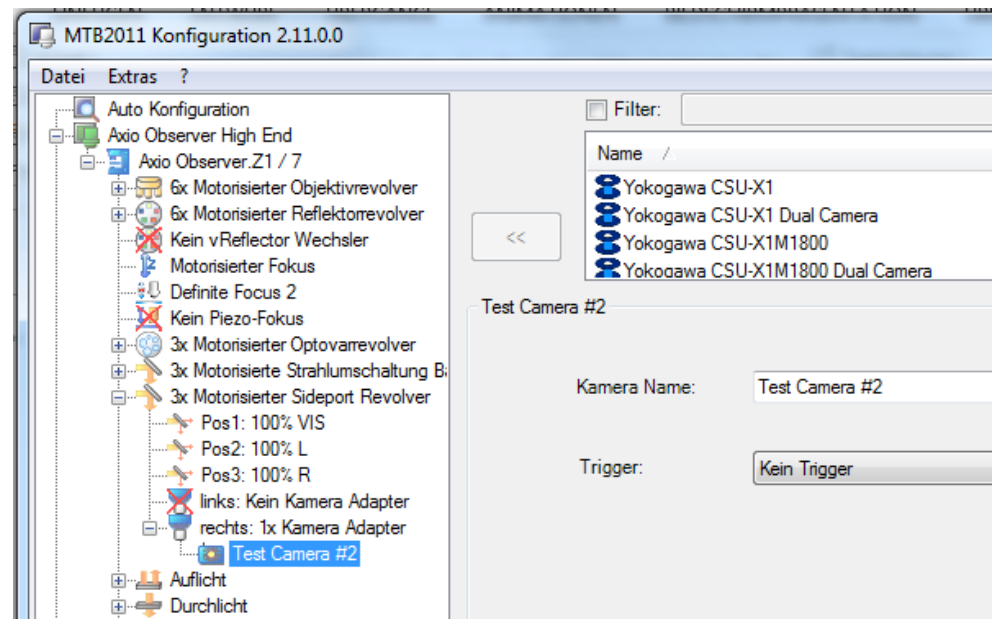 MTB2011 Konfiguration 2.11.0.0
Datei Extras ?
Auto Konfiguration
Axio Observer High End
Axio Observer.Z1 / 7
6x Motorisierter Objektivrevolver
6x Motorisierter Reflektorrevolver
Kein vReflector Wechsler
Motorisierter Fokus
Definite Focus 2
Kein Piezo-Fokus
3x Motorisierter Optovarrevolver
3x Motorisierte Strahlumschaltung
3x Motorisierter Sideport Revolver
Pos1: 100% VIS
Pos2: 100% L
Pos3: 100% R
links: Kein Kamera Adapter
rechts: 1x Kamera Adapter
Test Camera #2
Auflicht
Durchlicht
<<
Filter:
Name
Yokogawa CSU-X1
Yokogawa CSU-X1 Dual Camera
Yokogawa CSU-X1M1800
Yokogawa CSU-X1M1800 Dual Camera
Test Camera #2
Kamera Name: Test Camera #2
Trigger: Kein Trigger